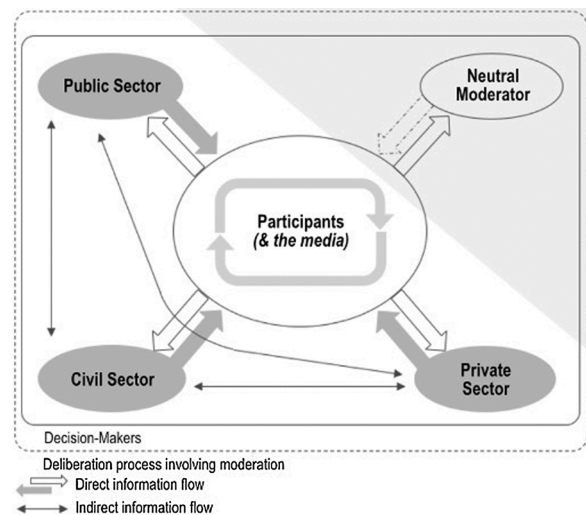 Public Sector
Neutral
Moderator
Participants
(& the media)
Civil Sector
Private
Sector
Decision-Makers
Deliberation process involving moderation
Direct information flow
Indirect information flow